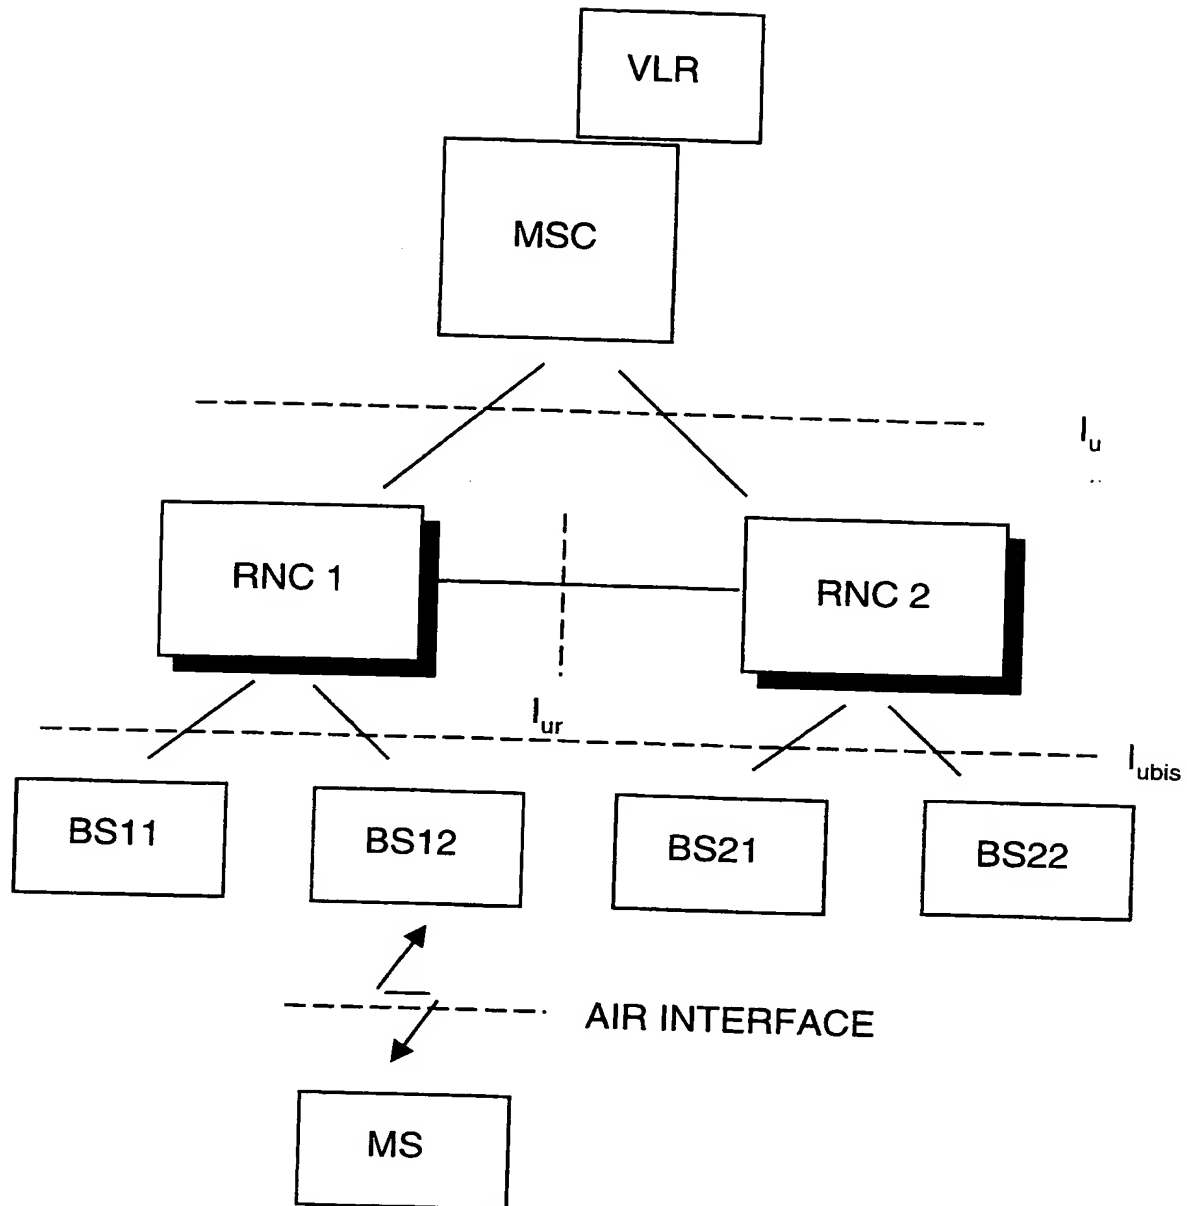 VLR
MSC
Iu
RNC 1
RNC 2
Iur
Iubis
BS11
BS12
BS21
BS22
AIR INTERFACE
MS